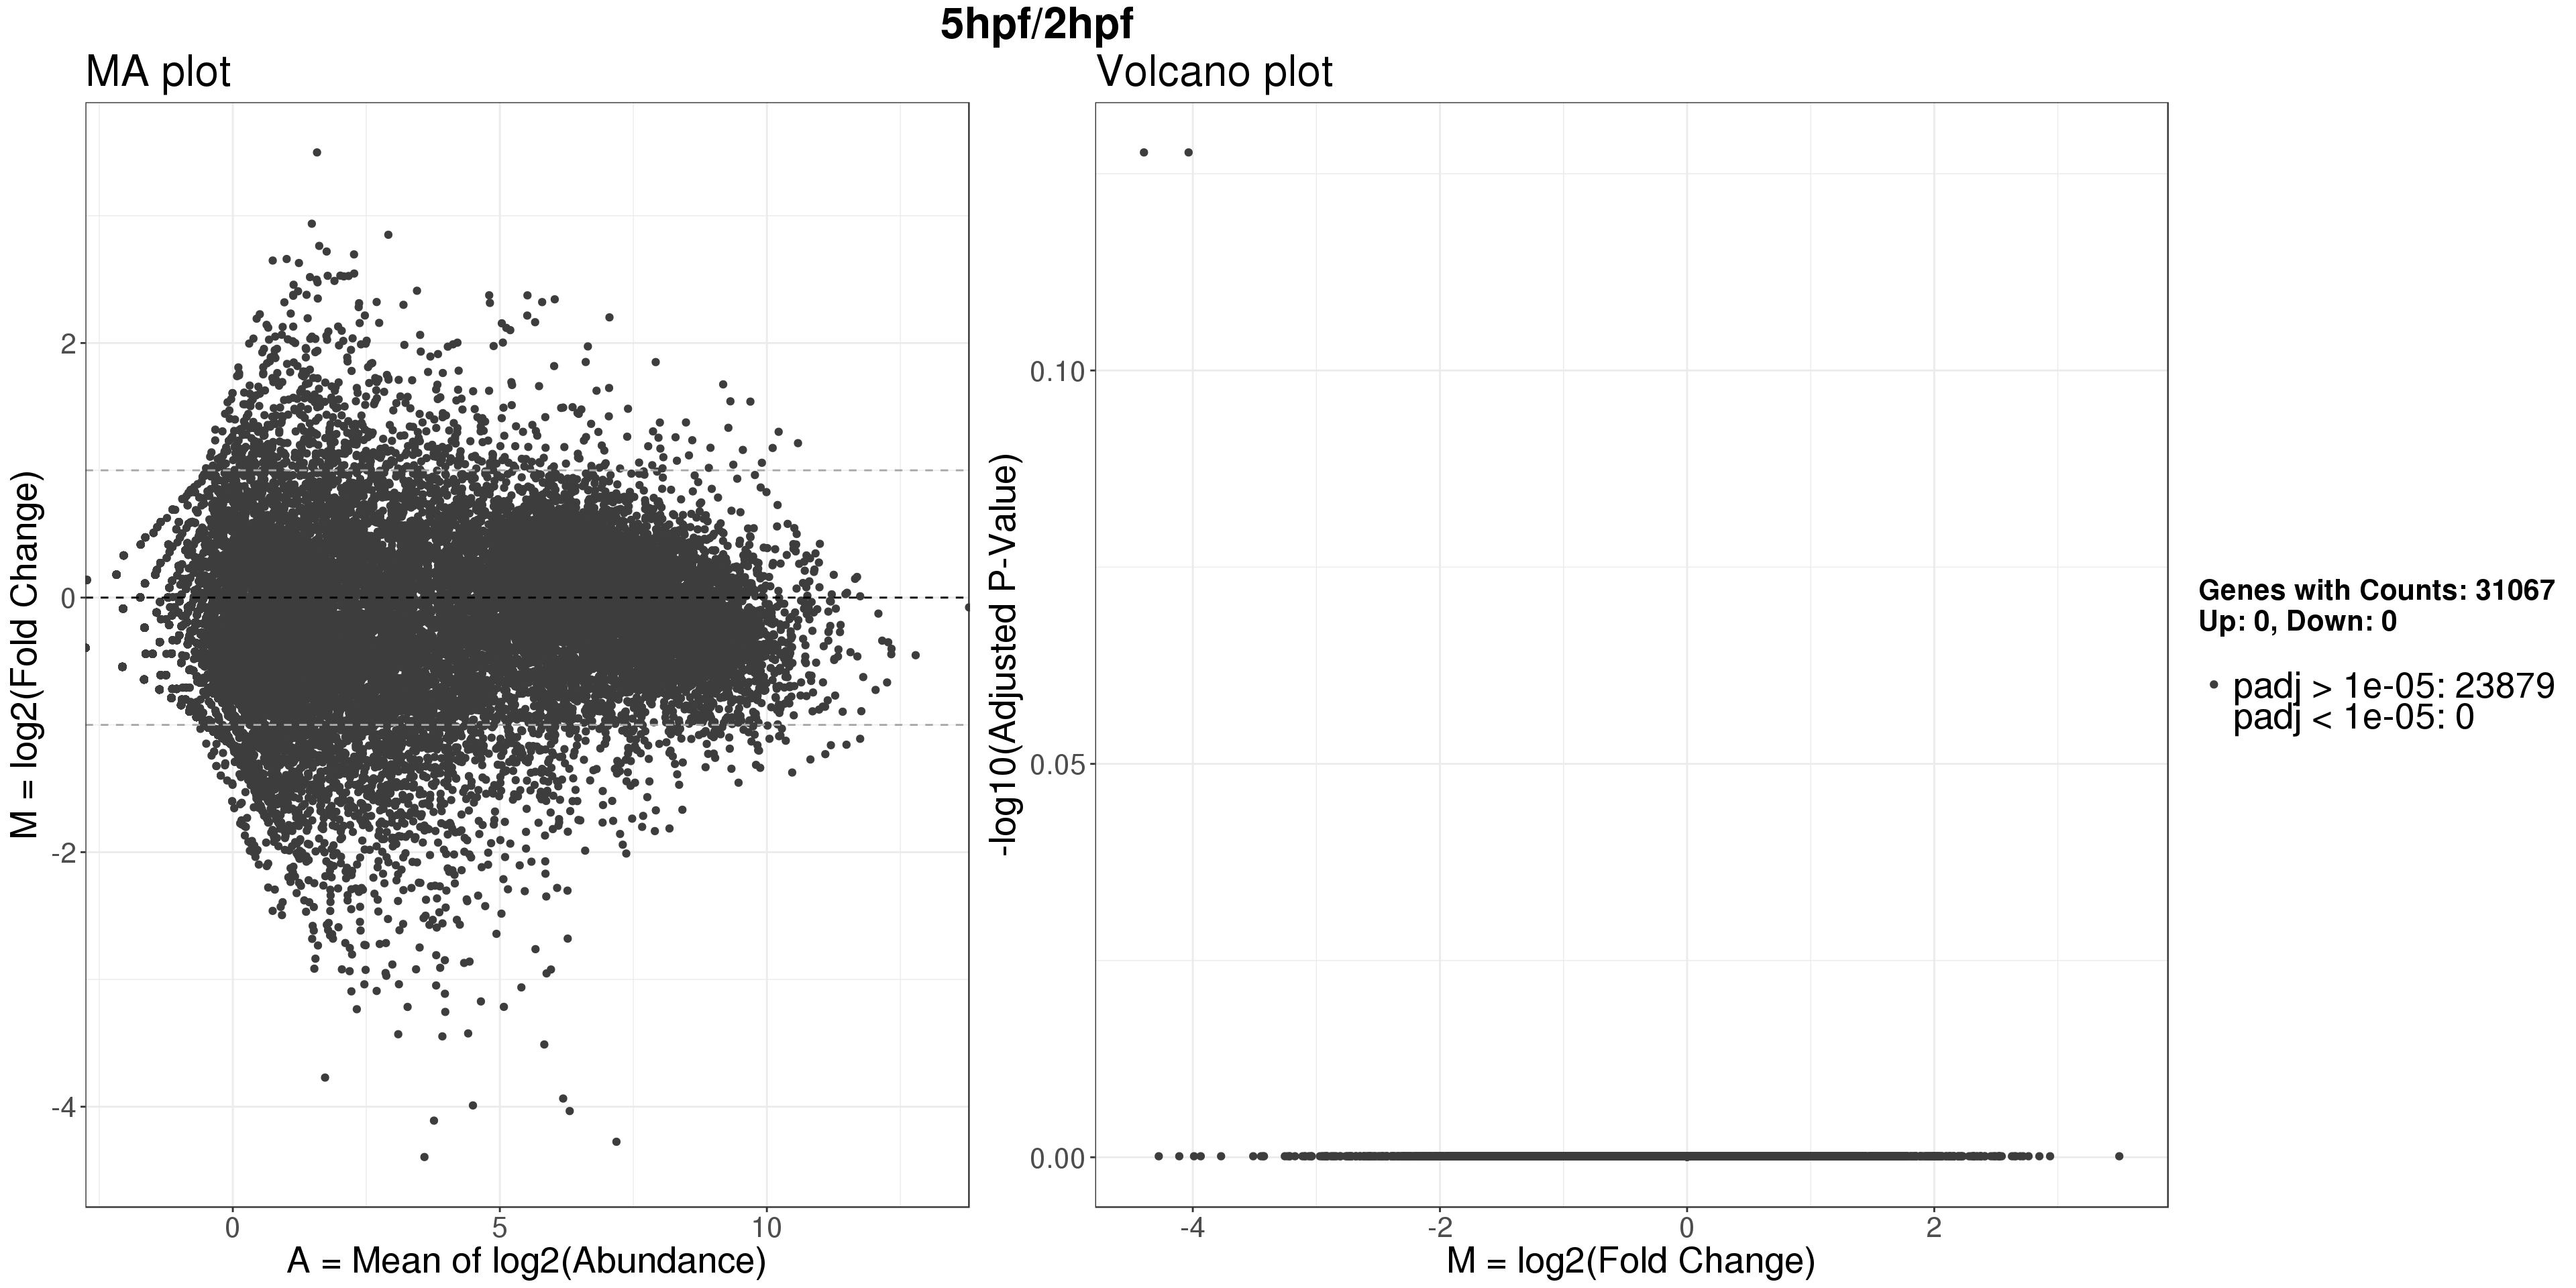 5hpf/2hpf
MA plot
M = log2(Fold Change)
2
0
-2
-4
0
5
10
A = Mean of log2(Abundance)
Volcano plot
-log10(Adjusted P-Value)
0.10
0.05
0.00
-4
-2
0
2
M = log2(Fold Change)
Genes with Counts: 31067
Up: 0, Down: 0
padj > 1e-05: 23879
padj < 1e-05: 0